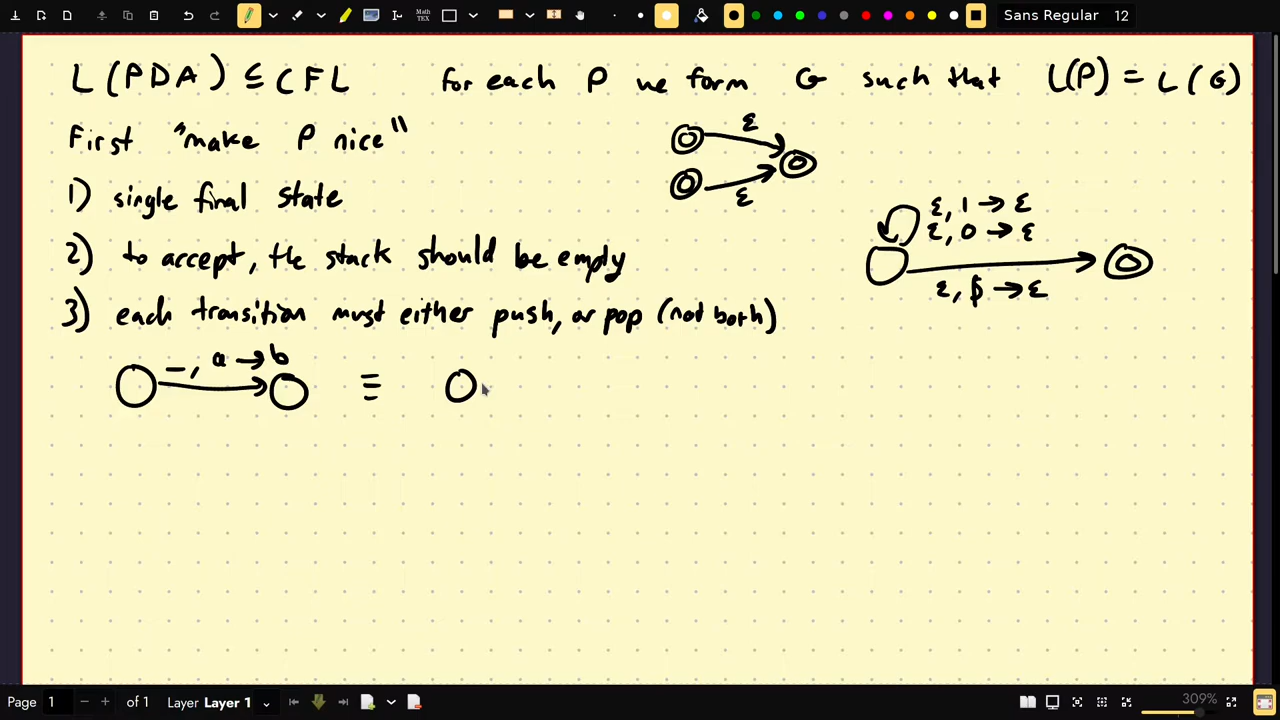 Math TEX Sans Regular 12
L(PDA) ⊆ CFL for each P we form G such that L(P) = L(G)
First "make P nice"
ε
1) single final state
ε
ε, 1 → ε
ε, 0 → ε
2) to accept, the stack should be empty
ε, $ → ε
3) each transition must either push, or pop (not both)
–, a → b
≡
Page 1 of 1 Layer Layer 1 309%